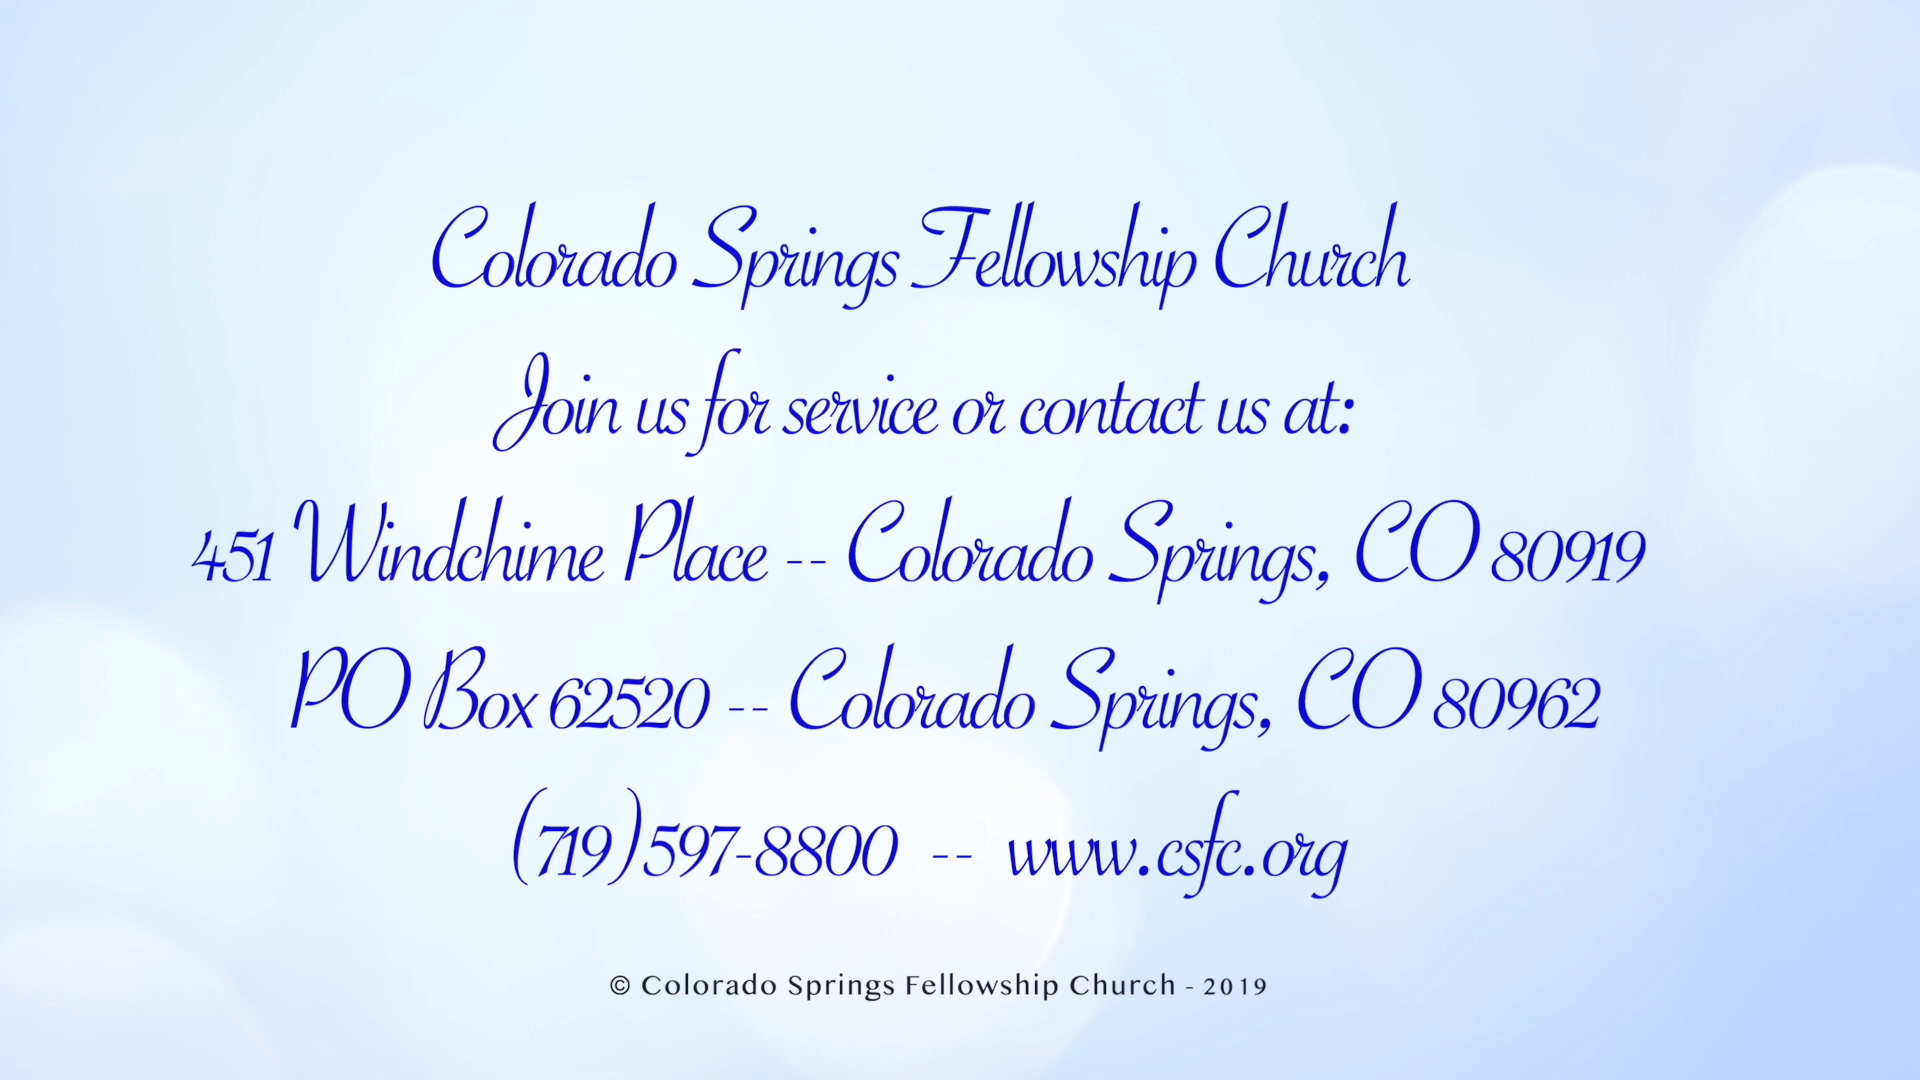 Colorado Springs Fellowship Church
Join us for service or contact us at:
451 Windchime Place -- Colorado Springs, CO 80919
PO Box 62520 -- Colorado Springs, CO 80962
(719)597-8800 -- www.csfc.org
© Colorado Springs Fellowship Church - 2019